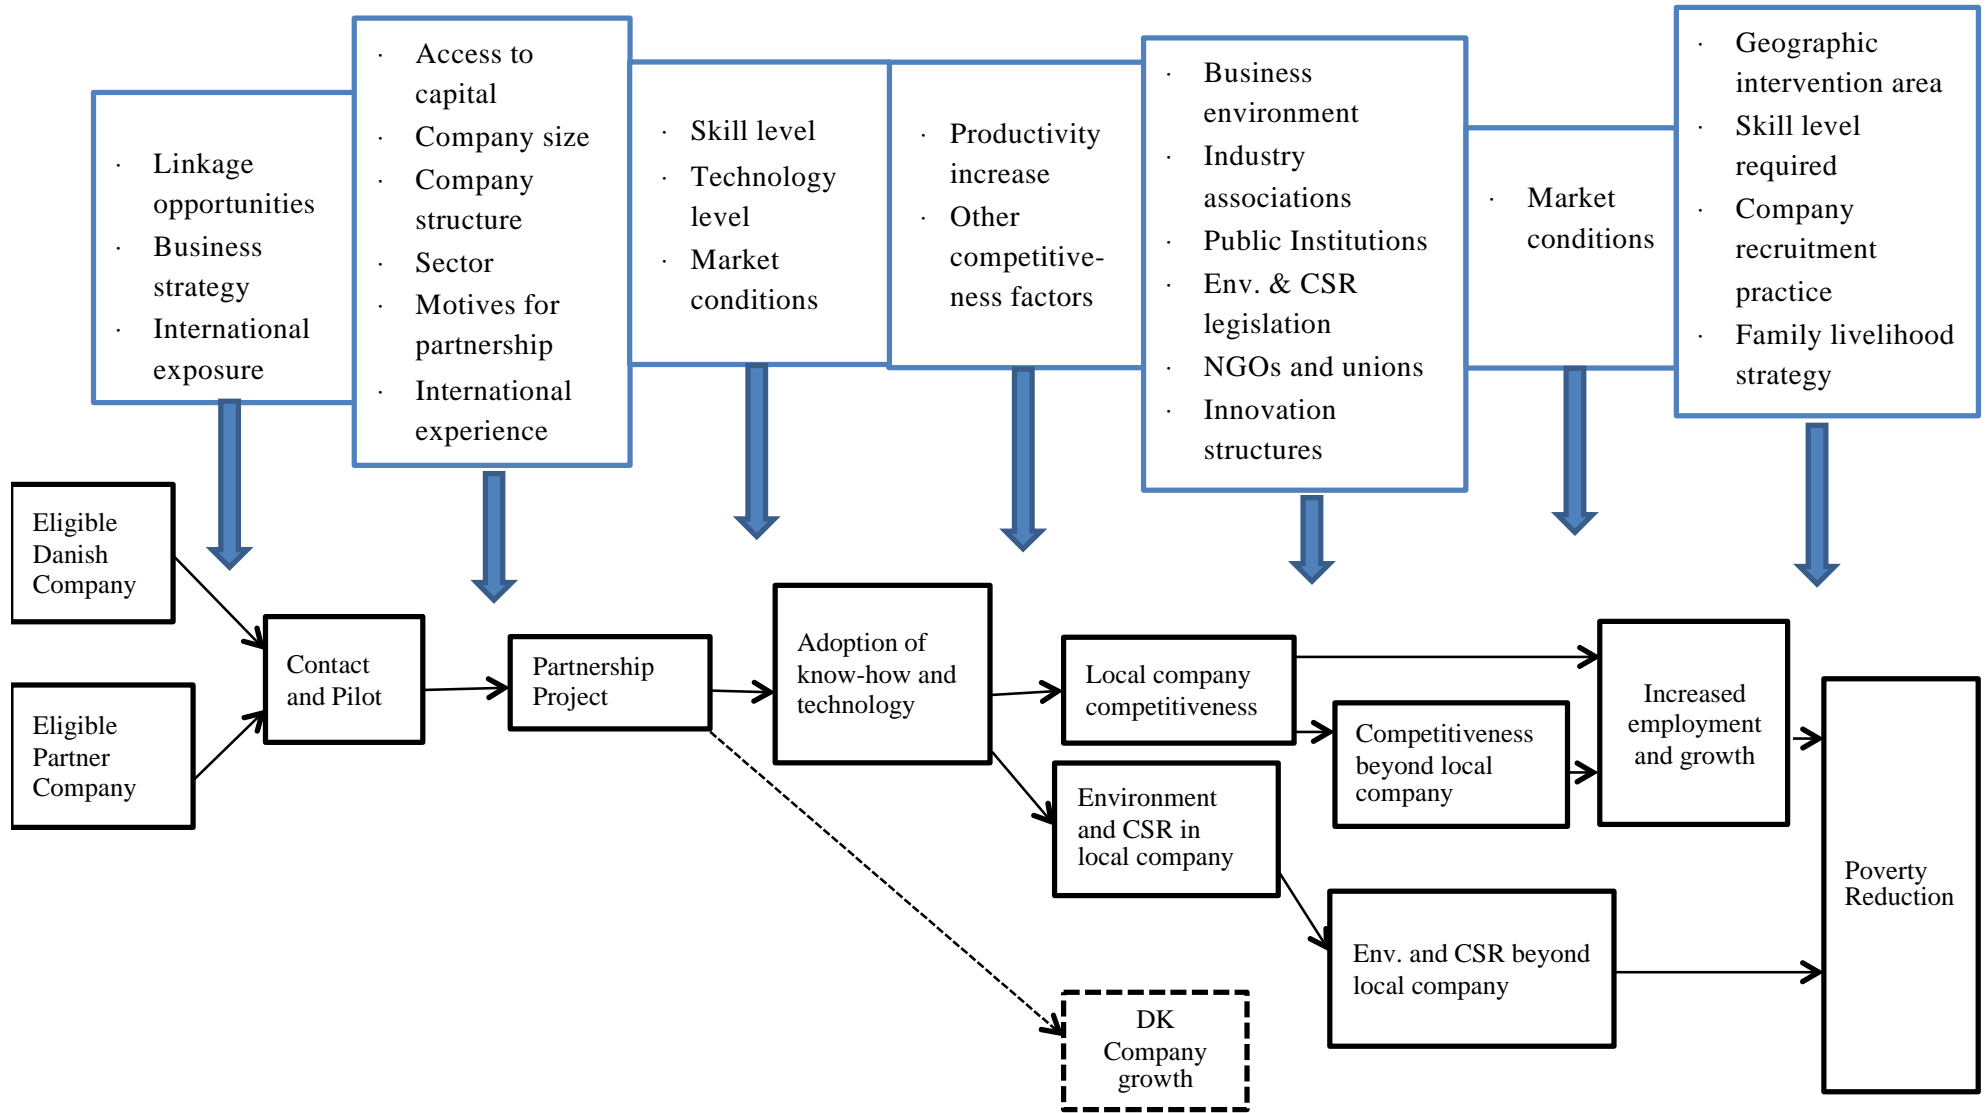 · Linkage
opportunities
· Business
strategy
· International
exposure
· Access to
capital
· Company size
· Company
structure
· Sector
· Motives for
partnership
· International
experience
· Skill level
· Technology
level
· Market
conditions
· Productivity
increase
· Other
competitive-
ness factors
· Business
environment
· Industry
associations
· Public Institutions
· Env. & CSR
legislation
· NGOs and unions
· Innovation
structures
· Market
conditions
· Geographic
intervention area
· Skill level
required
· Company
recruitment
practice
· Family livelihood
strategy
Eligible
Danish
Company
Eligible
Partner
Company
Contact
and Pilot
Partnership
Project
Adoption of
know-how and
technology
Local company
competitiveness
Competitiveness
beyond local
company
Environment
and CSR in
local company
Env. and CSR beyond
local company
DK
Company
growth
Increased
employment
and growth
Poverty
Reduction